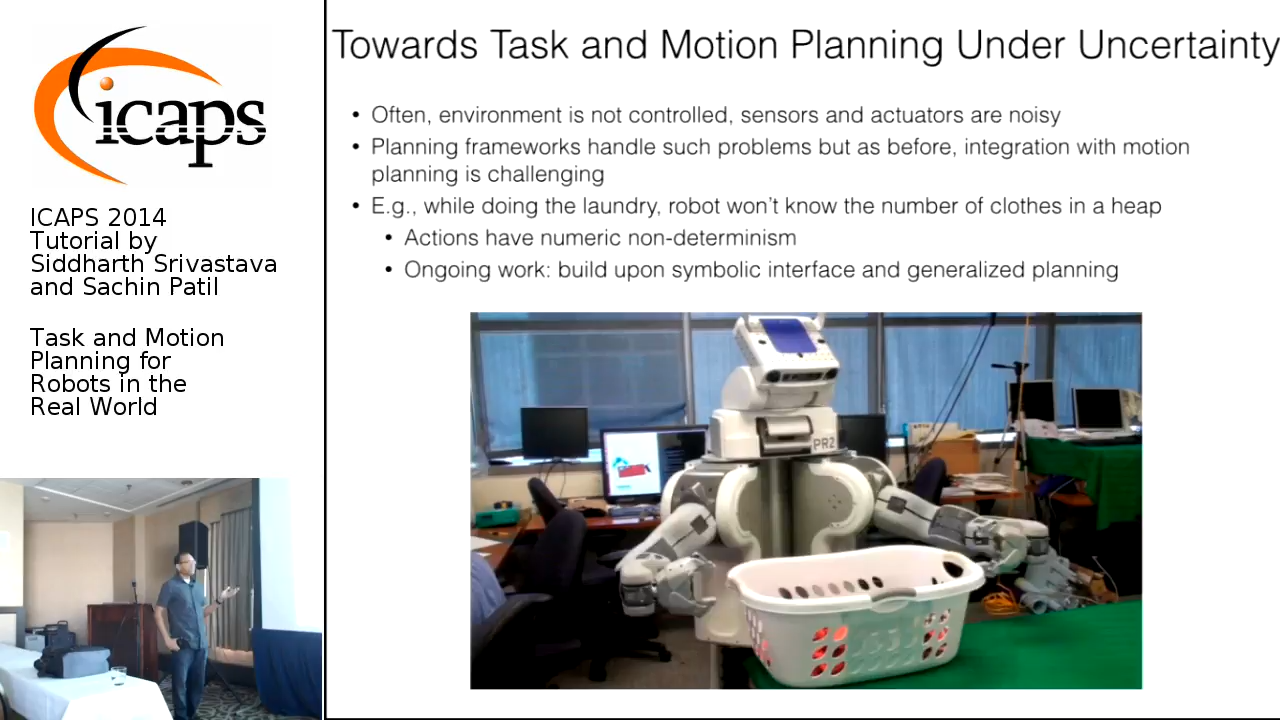 icaps
ICAPS 2014
Tutorial by
Siddharth Srivastava
and Sachin Patil
Task and Motion
Planning for
Robots in the
Real World
Towards Task and Motion Planning Under Uncertainty
• Often, environment is not controlled, sensors and actuators are noisy
• Planning frameworks handle such problems but as before, integration with motion
planning is challenging
• E.g., while doing the laundry, robot won't know the number of clothes in a heap
• Actions have numeric non-determinism
• Ongoing work: build upon symbolic interface and generalized planning
PR2